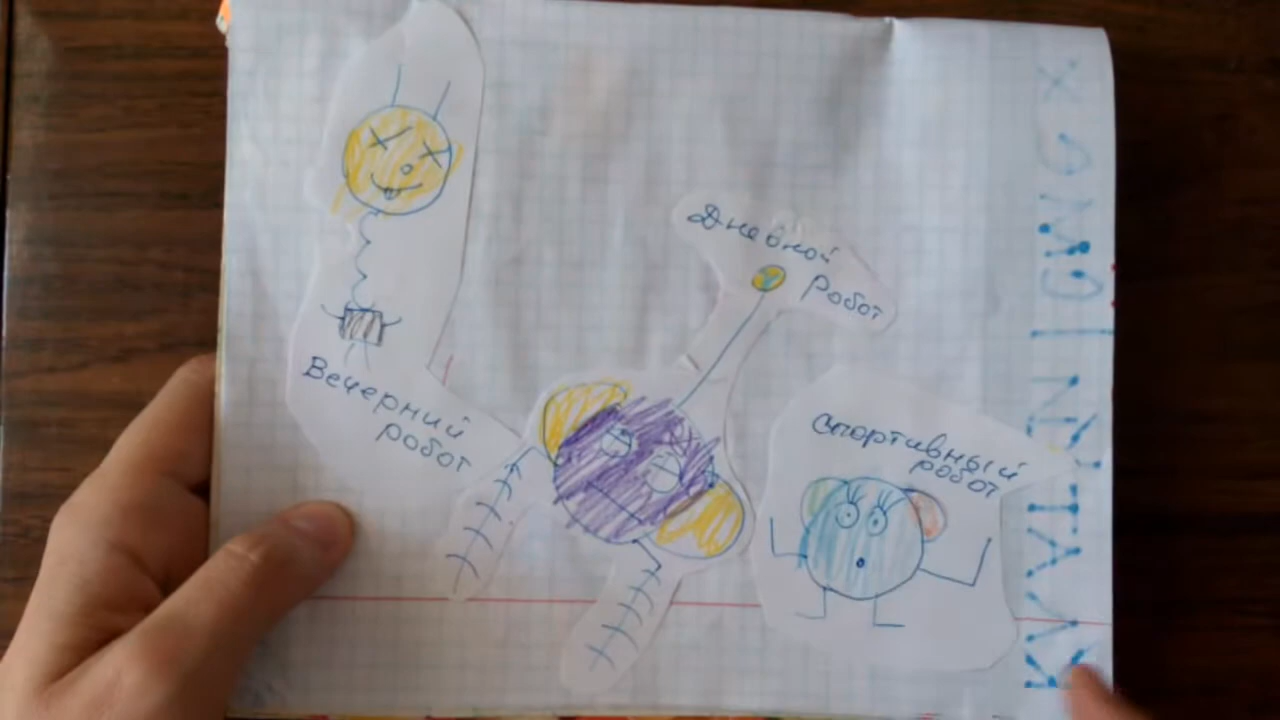 Дневной
Робот
Вечерний
робот
Спортивный
робот